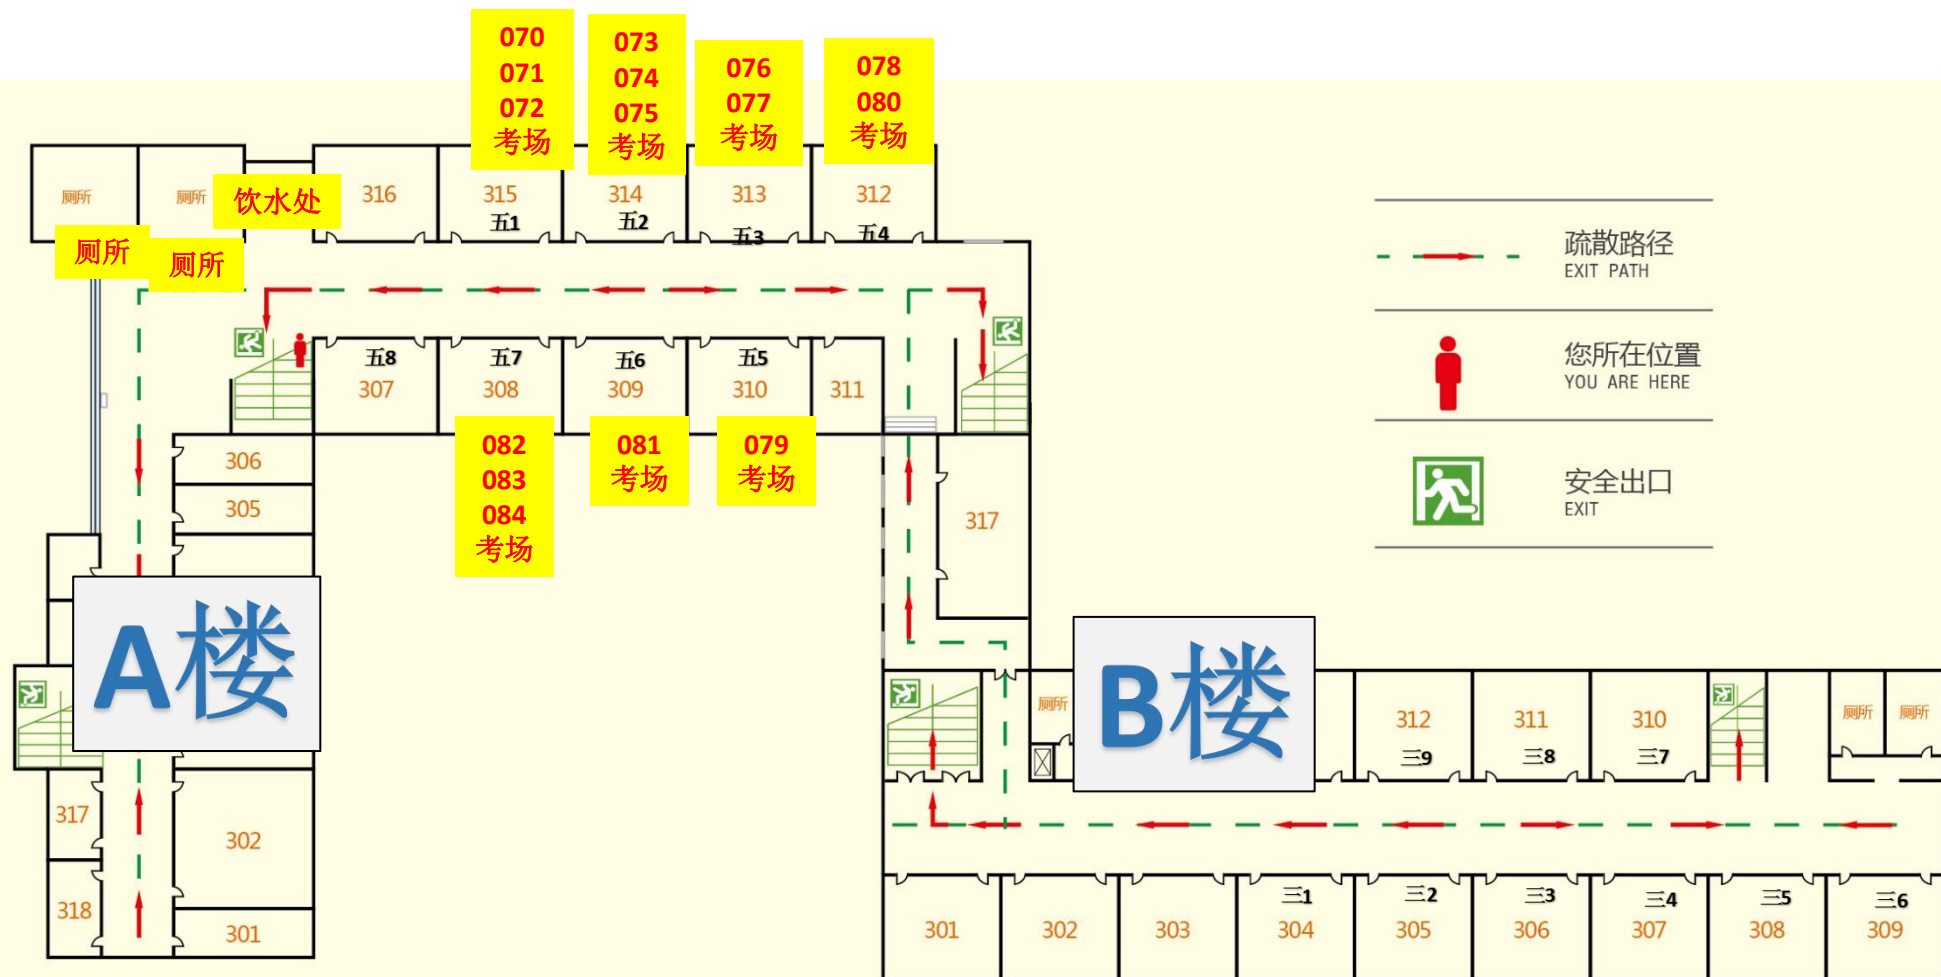 070
071
072
考场
073
074
075
考场
076
077
考场
078
080
考场
厕所
厕所
饮水处
316
315
五1
314
五2
313
五3
312
五4
厕所
厕所
五8
307
五7
308
五6
309
五5
310
311
082
083
084
考场
081
考场
079
考场
306
305
317
A楼
317
302
318
301
疏散路径
EXIT PATH
您所在位置
YOU ARE HERE
安全出口
EXIT
厕所
B楼
312
三9
311
三8
310
三7
厕所
厕所
301
302
303
三1
304
三2
305
三3
306
三4
307
三5
308
三6
309